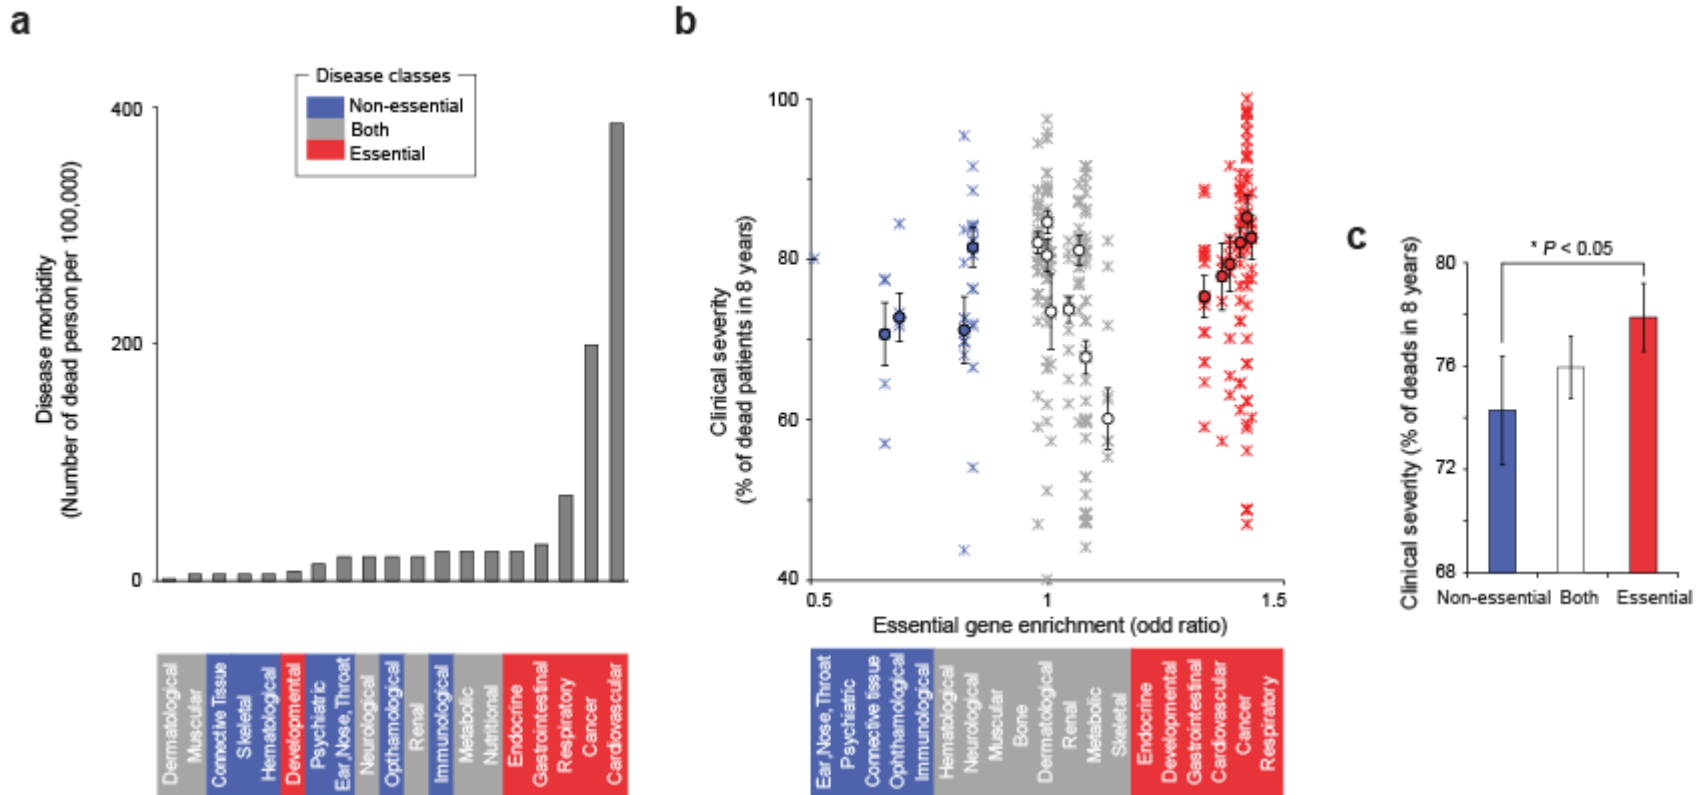 a
Disease morbidity
(Number of dead person per 100,000)
400
200
0
Disease classes
Non-essential
Both
Essential
Dermatological
Muscular
Connective Tissue
Skeletal
Hematological
Developmental
Psychiatric
Ear,Nose,Throat
Neurological
Opthamological
Renal
Immunological
Metabolic
Nutritional
Endocrine
Gastrointestinal
Respiratory
Cancer
Cardiovascular
b
Clinical severity
(% of dead patients in 8 years)
100
80
60
40
0.5
1
1.5
Essential gene enrichment (odd ratio)
Ear,Nose,Throat
Psychiatric
Connective tissue
Ophthamological
Immunological
Hematological
Neurological
Muscular
Bone
Dermatological
Renal
Metabolic
Skeletal
Endocrine
Developmental
Gastrointestinal
Cardiovascular
Cancer
Respiratory
c
Clinical severity (% of deads in 8 years)
80
76
72
68
* P < 0.05
Non-essential Both Essential